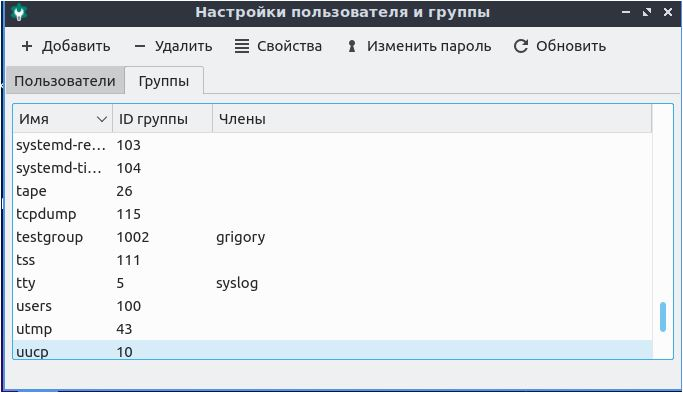 Настройки пользователя и группы
Добавить Удалить Свойства Изменить пароль Обновить
Пользователи Группы
Имя ID группы Члены
systemd-re... 103
systemd-ti... 104
tape 26
tcpdump 115
testgroup 1002 grigory
tss 111
tty 5 syslog
users 100
utmp 43
uucp 10